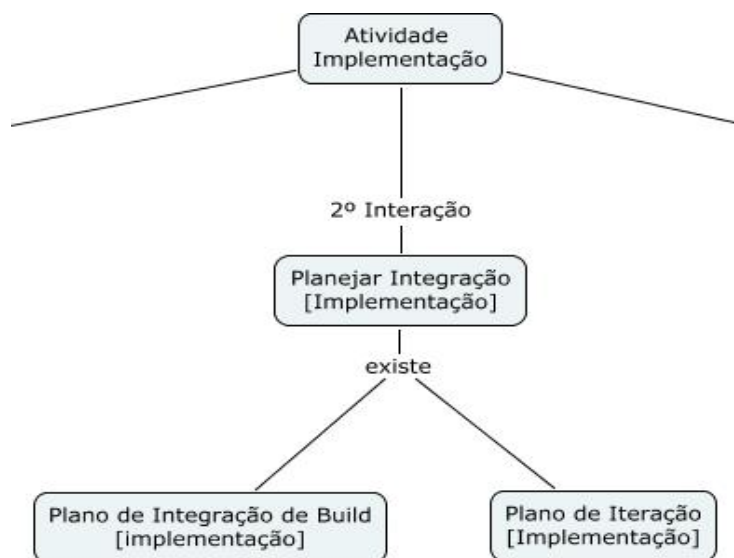 Atividade
Implementação
2º Interação
Planejar Integração
[Implementação]
existe
Plano de Integração de Build
[implementação]
Plano de Iteração
[Implementação]